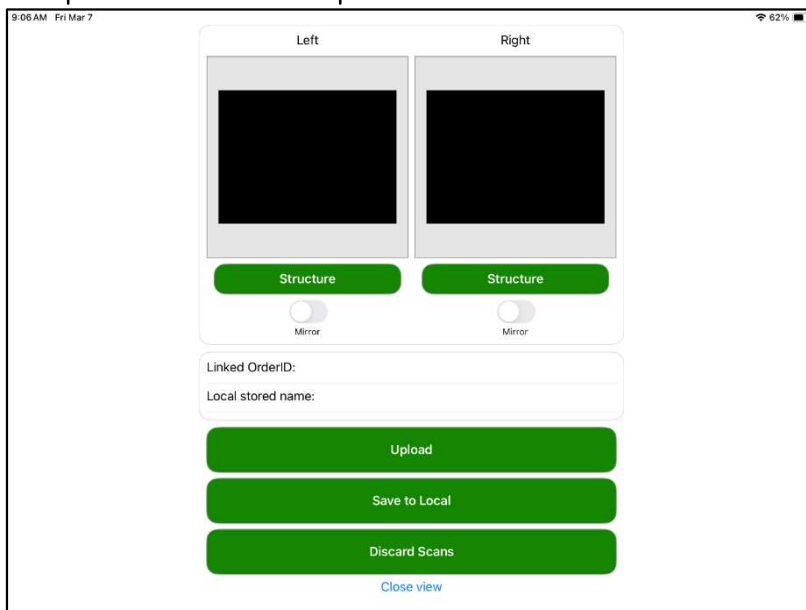 9:06 AM Fri Mar 7 62%
Left Right
Structure Structure
Mirror Mirror
Linked OrderID:
Local stored name:
Upload
Save to Local
Discard Scans
Close view